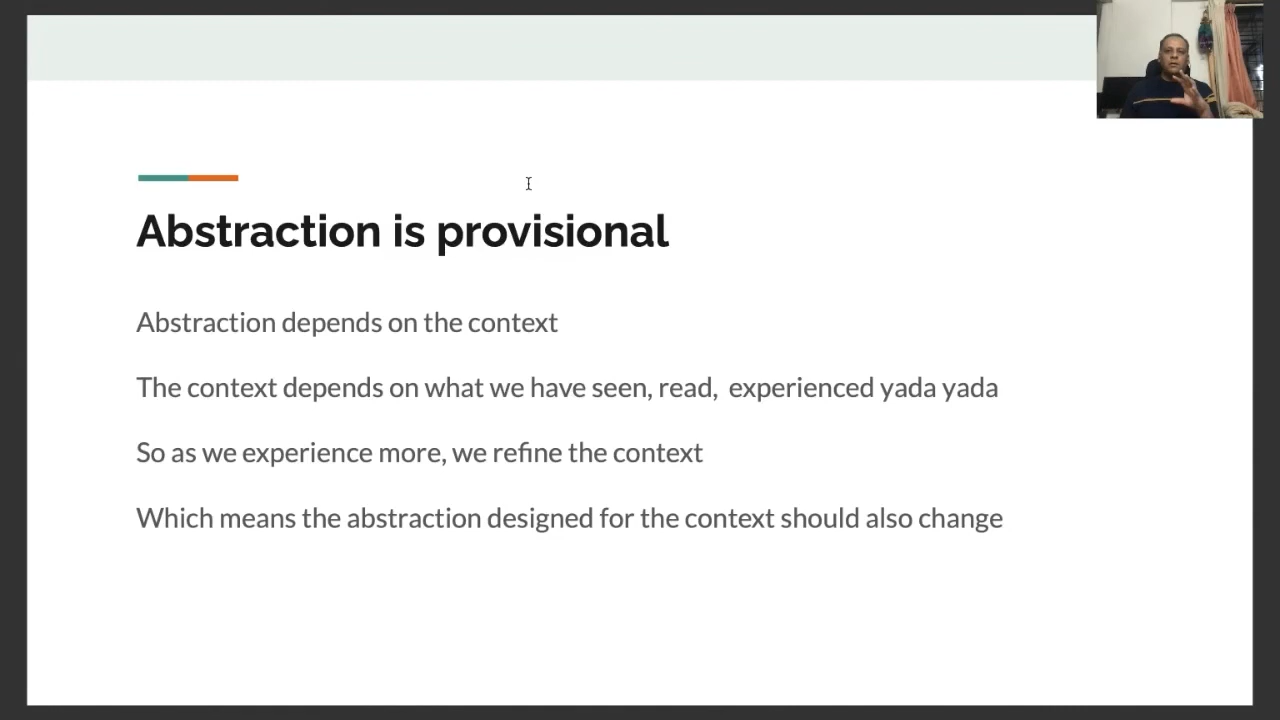 Abstraction is provisional
Abstraction depends on the context
The context depends on what we have seen, read,  experienced yada yada
So as we experience more, we refine the context
Which means the abstraction designed for the context should also change